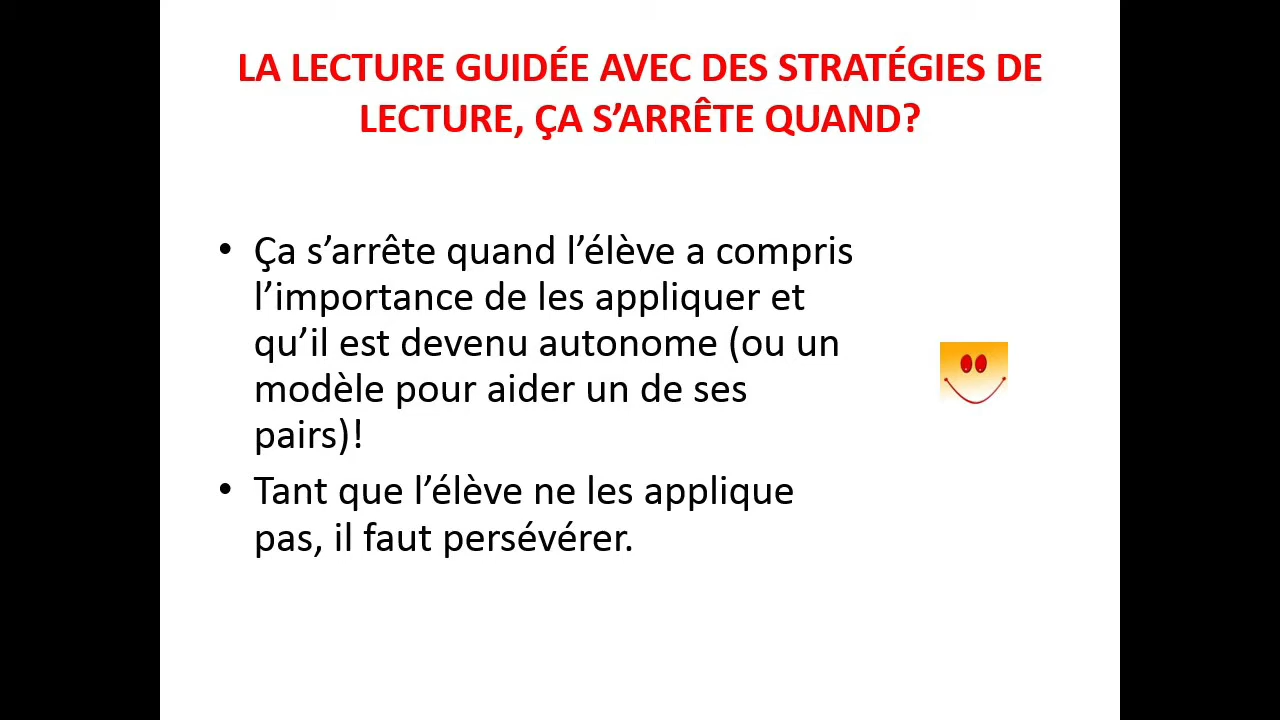 LA LECTURE GUIDÉE AVEC DES STRATÉGIES DE
LECTURE, ÇA S’ARRÊTE QUAND?
• Ça s’arrête quand l’élève a compris
l’importance de les appliquer et
qu’il est devenu autonome (ou un
modèle pour aider un de ses
pairs)!
• Tant que l’élève ne les applique
pas, il faut persévérer.